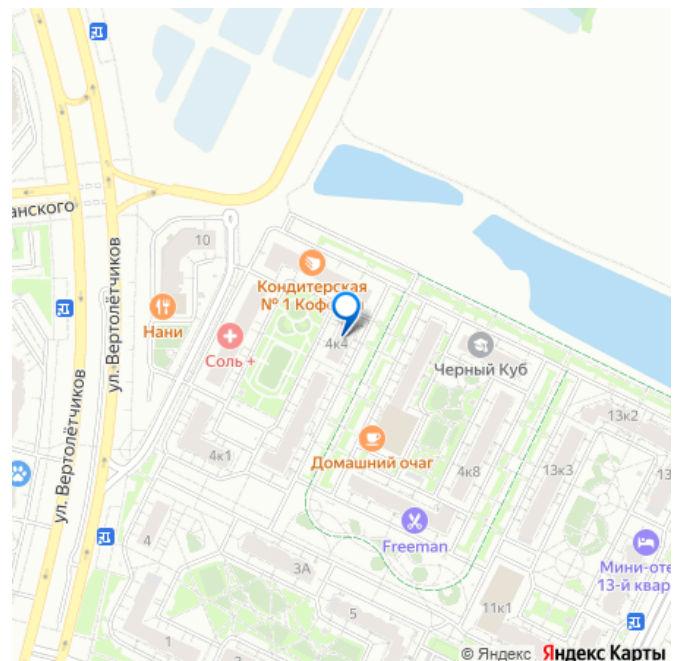 анского
ул. Вертолётчиков
10
Кондитерская
№ 1 Коф
Нани
Соль +
4к4
Черный Куб
ул. Вертолётчиков
4к1
Домашний очаг
4к8
13к2
13к3
13
4
Freeman
3А
Мини-оте
13-й квар
5
11к1
1
© Яндекс Яндекс Карты